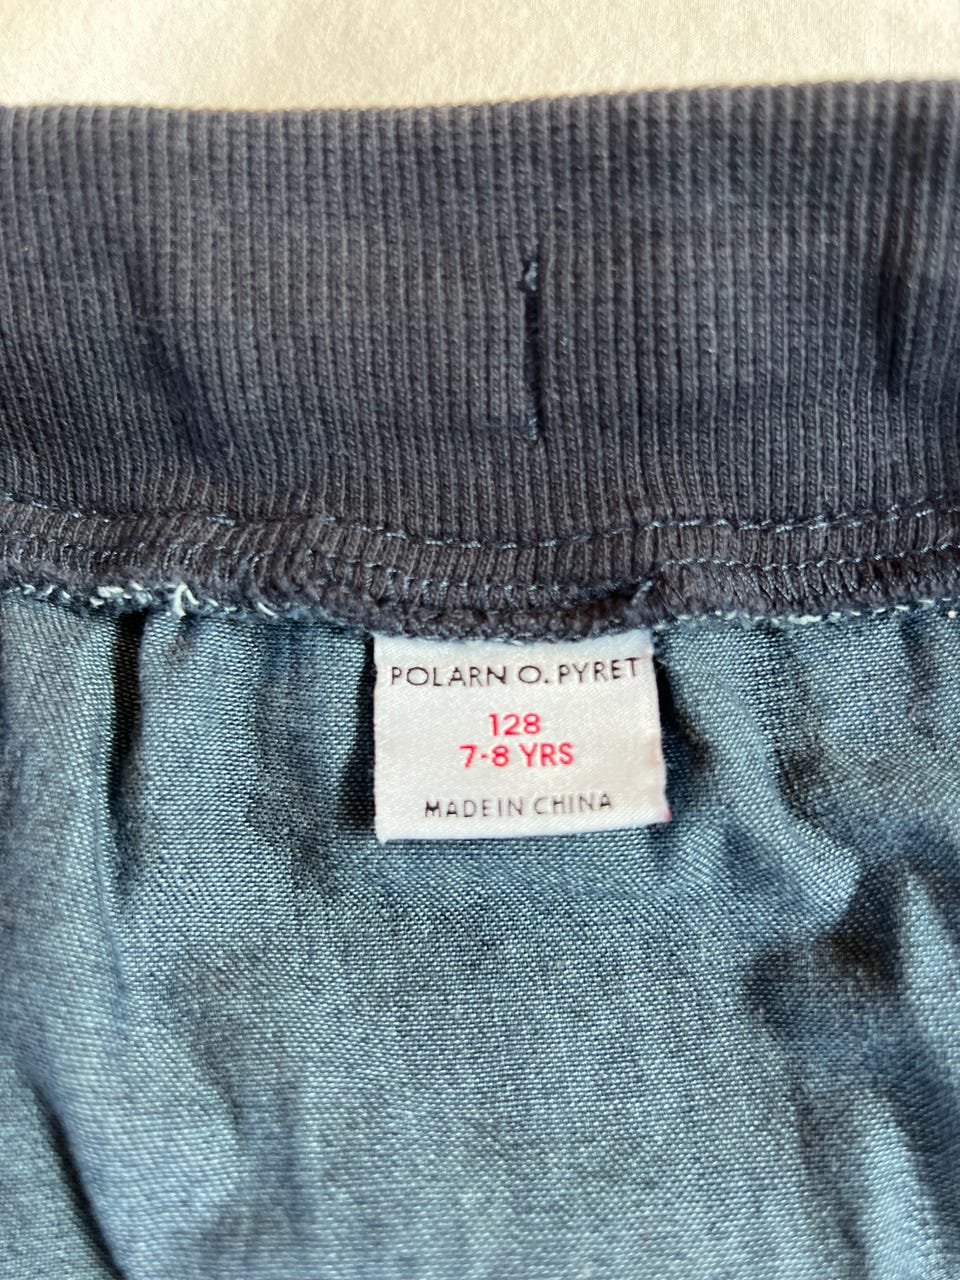 POLARN O. PYRET
128
7-8 YRS
MADE IN CHINA